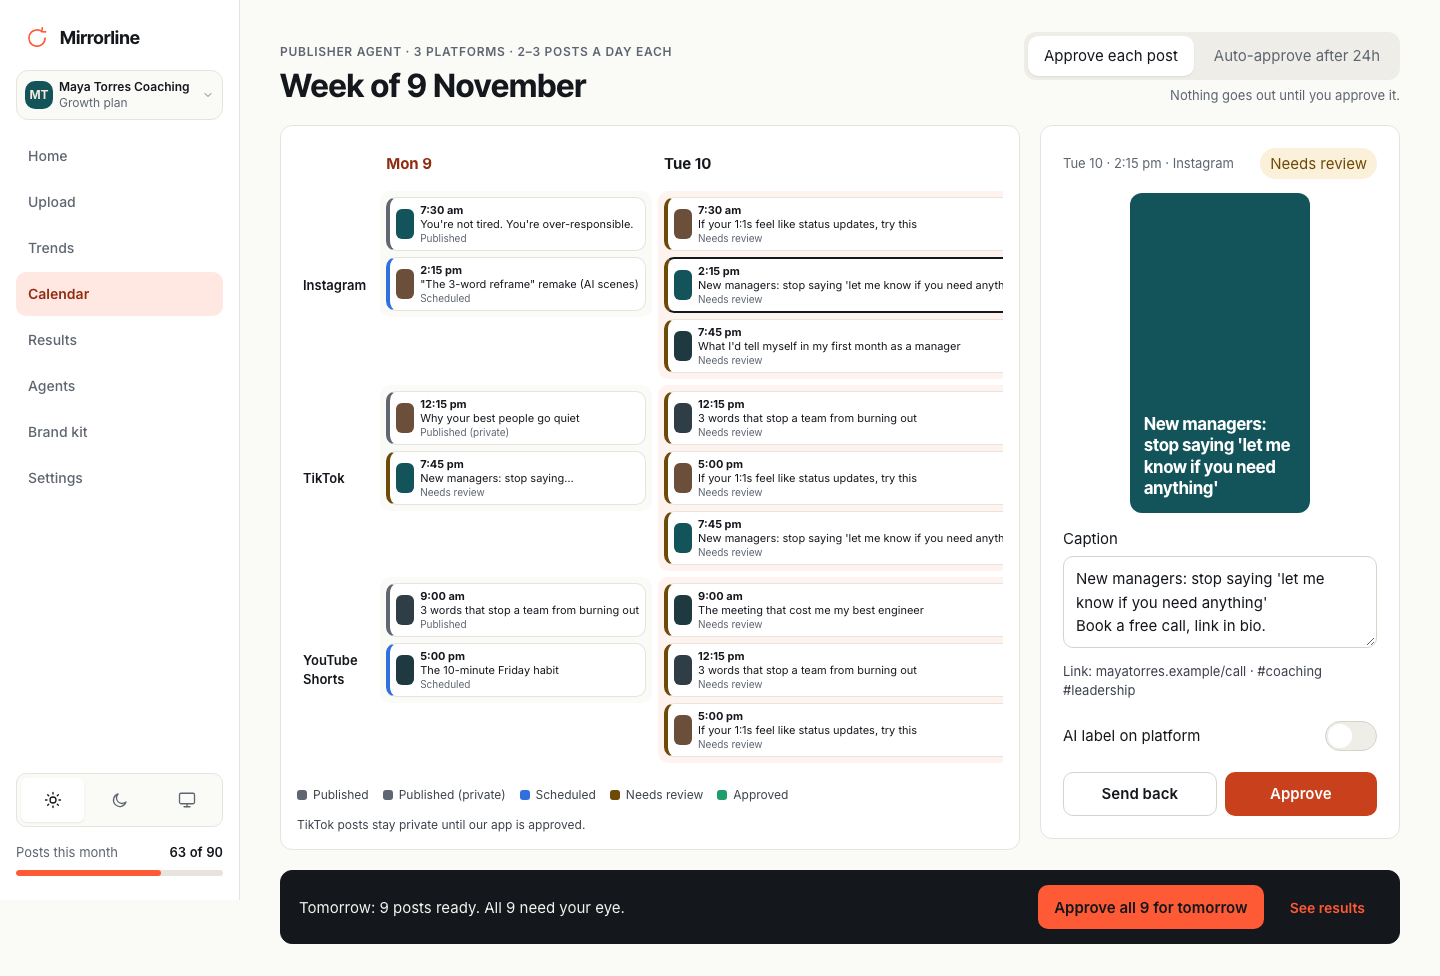 Mirrorline
MT
Maya Torres Coaching
Growth plan
Home
Upload
Trends
Calendar
Results
Agents
Brand kit
Settings
Posts this month
63 of 90
PUBLISHER AGENT · 3 PLATFORMS · 2–3 POSTS A DAY EACH
Week of 9 November
Approve each post
Auto-approve after 24h
Nothing goes out until you approve it.
Mon 9
Tue 10
Instagram
7:30 am
You're not tired. You're over-responsible.
Published
2:15 pm
"The 3-word reframe" remake (AI scenes)
Scheduled
7:30 am
If your 1:1s feel like status updates, try this
Needs review
2:15 pm
New managers: stop saying 'let me know if you need anyth
Needs review
7:45 pm
What I'd tell myself in my first month as a manager
Needs review
TikTok
12:15 pm
Why your best people go quiet
Published (private)
7:45 pm
New managers: stop saying...
Needs review
12:15 pm
3 words that stop a team from burning out
Needs review
5:00 pm
If your 1:1s feel like status updates, try this
Needs review
7:45 pm
New managers: stop saying 'let me know if you need anyth
Needs review
YouTube
Shorts
9:00 am
3 words that stop a team from burning out
Published
5:00 pm
The 10-minute Friday habit
Scheduled
9:00 am
The meeting that cost me my best engineer
Needs review
12:15 pm
3 words that stop a team from burning out
Needs review
5:00 pm
If your 1:1s feel like status updates, try this
Needs review
Published
Published (private)
Scheduled
Needs review
Approved
TikTok posts stay private until our app is approved.
Tue 10 · 2:15 pm · Instagram
Needs review
New managers:
stop saying 'let me
know if you need
anything'
Caption
New managers: stop saying 'let me
know if you need anything'
Book a free call, link in bio.
Link: mayatorres.example/call · #coaching
#leadership
AI label on platform
Send back
Approve
Tomorrow: 9 posts ready. All 9 need your eye.
Approve all 9 for tomorrow
See results